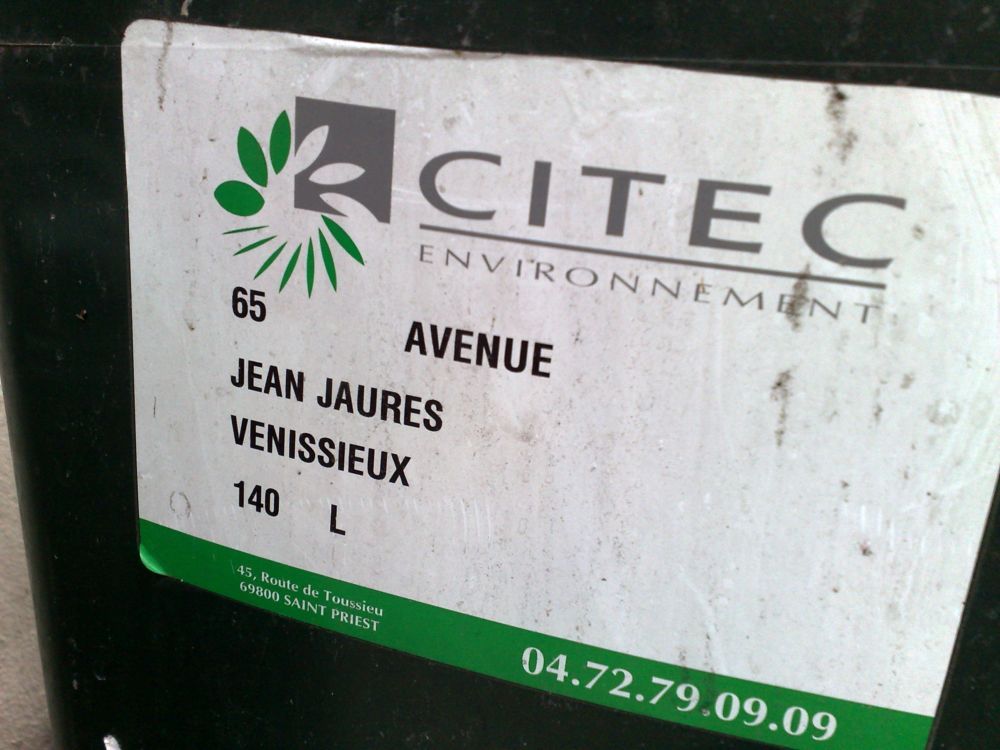 CITEC
ENVIRONNEMENT
65 AVENUE
JEAN JAURES
VENISSIEUX
140 L
45, Route de Toussieu
69800 SAINT PRIEST
04.72.79.09.09